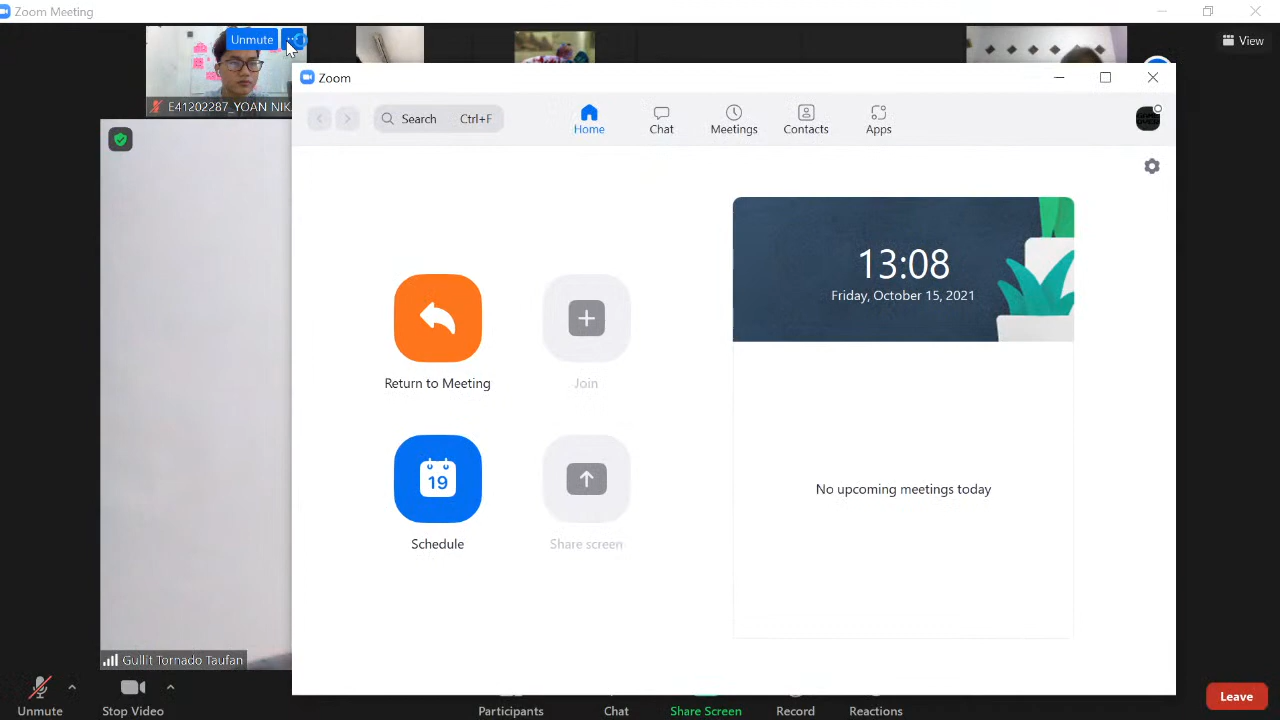 Zoom Meeting
Unmute
View
E41202287_YOAN NIK
Zoom
Search Ctrl+F
Home
Chat
Meetings
Contacts
Apps
13:08
Friday, October 15, 2021
Return to Meeting
Join
19
Schedule
Share screen
No upcoming meetings today
Gullit Tornado Taufan
Unmute
Stop Video
Participants
Chat
Share Screen
Record
Reactions
Leave